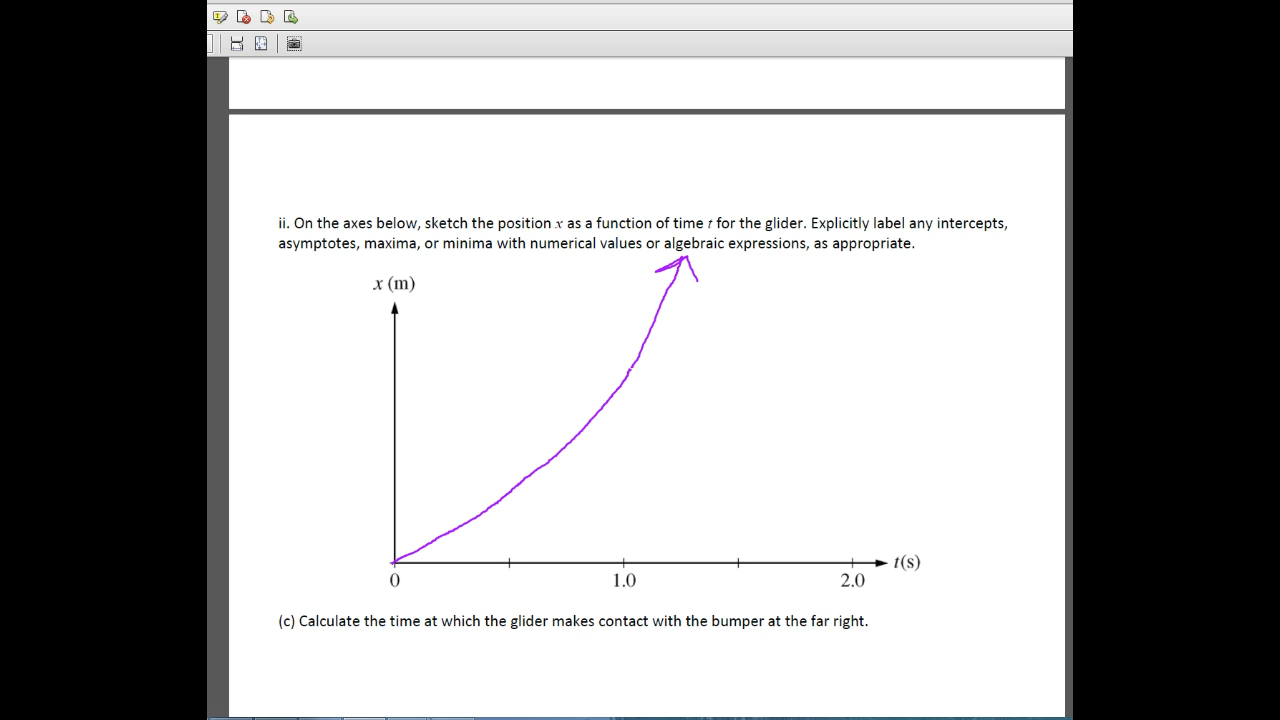 ii. On the axes below, sketch the position x as a function of time t for the glider. Explicitly label any intercepts,
asymptotes, maxima, or minima with numerical values or algebraic expressions, as appropriate.
x (m)
t(s)
0 1.0 2.0
(c) Calculate the time at which the glider makes contact with the bumper at the far right.